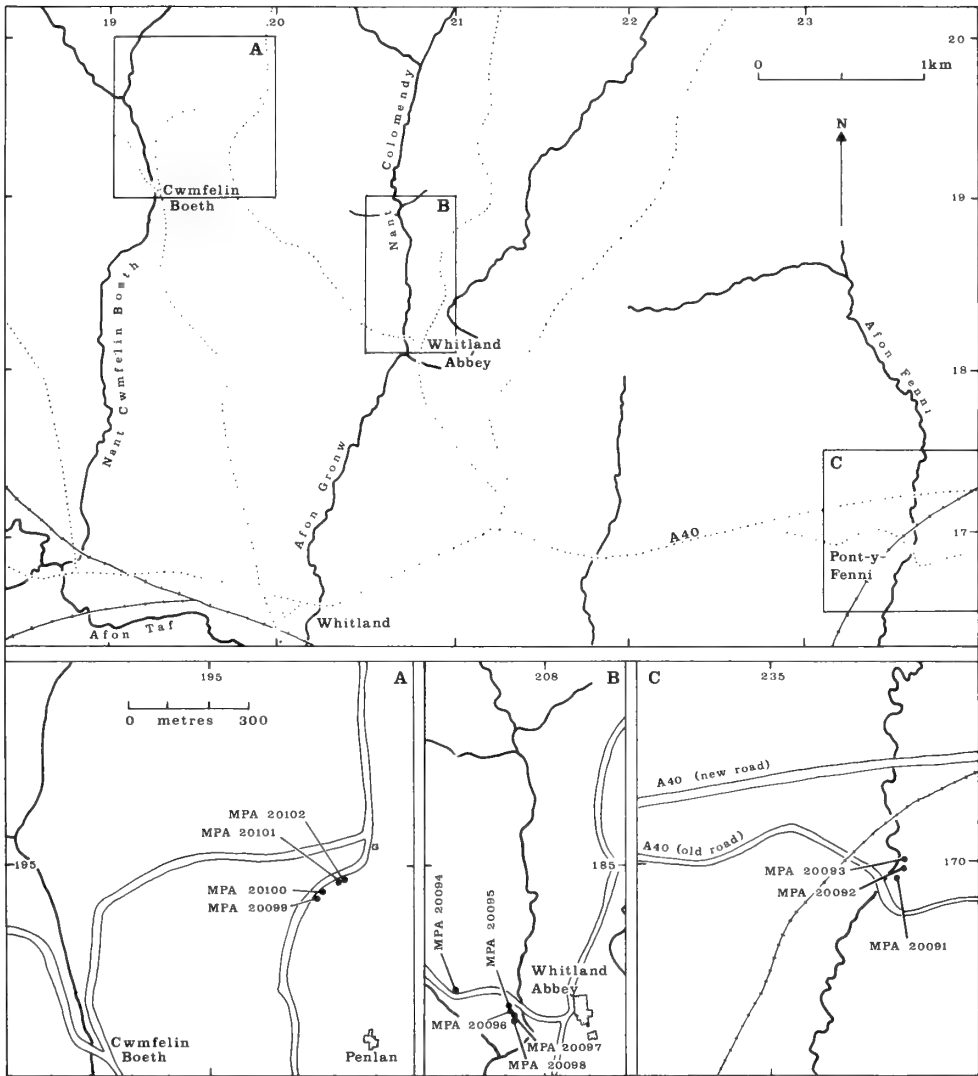 19
20
21
22
23
20
A
0 1km
Nant Colomendy
N
Cwmfelin
Boeth
19
B
Nant Cwmfelin Boeth
Whitland
Abbey
Afon Fenni
18
C
Afon Gronw
A40
17
Pont-y-
Fenni
Whitland
Afon Taf
195
A
0 metres 300
MPA 20102
MPA 20101
195
G
MPA 20100
MPA 20099
Cwmfelin
Boeth
Penlan
208
B
185
MPA 20094
MPA 20095
Whitland
Abbey
MPA 20096
MPA 20097
MPA 20098
C
235
A40 (new road)
A40 (old road)
170
MPA 20093
MPA 20092
MPA 20091